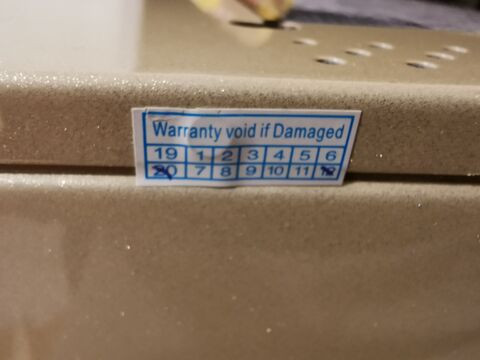 Warranty void if Damaged
19 1 2 3 4 5 6
20 7 8 9 10 11 12